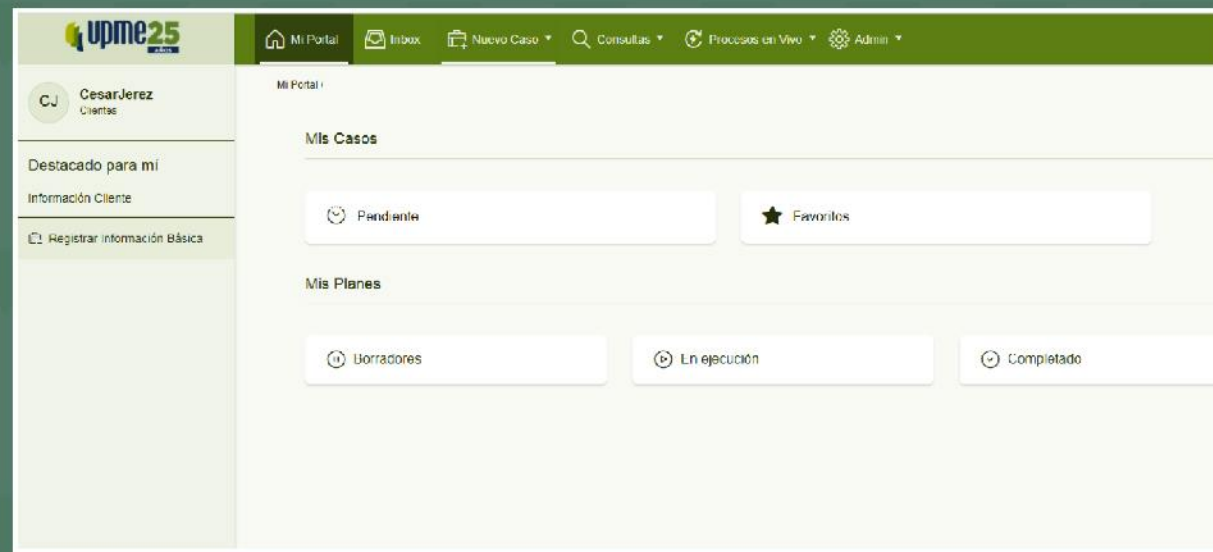 upme25
años
Mi Portal
Inbox
Nuevo Caso
Consultas
Procesos en Vivo
Admin
CJ
CesarJerez
Clientes
Mi Portal /
Destacado para mí
Información Cliente
Registrar Información Básica
Mis Casos
Pendiente
Favoritos
Mis Planes
Borradores
En ejecución
Completado